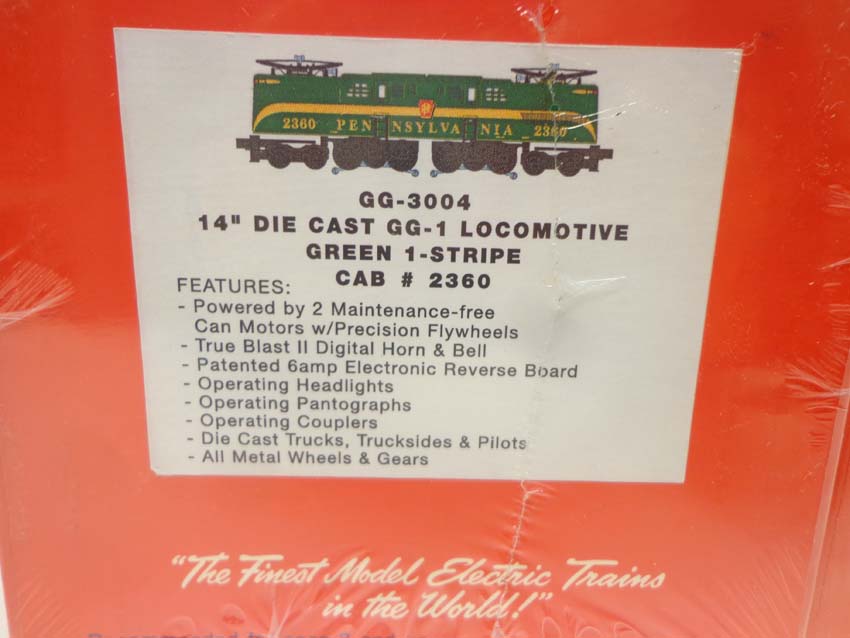 2360 PENNSYLVANIA 2360
GG-3004
14" DIE CAST GG-1 LOCOMOTIVE
GREEN 1-STRIPE
CAB # 2360
FEATURES:
- Powered by 2 Maintenance-free
Can Motors w/Precision Flywheels
- True Blast II Digital Horn & Bell
- Patented 6amp Electronic Reverse Board
- Operating Headlights
- Operating Pantographs
- Operating Couplers
- Die Cast Trucks, Trucksides & Pilots
- All Metal Wheels & Gears
"The Finest Model Electric Trains
in the World!"